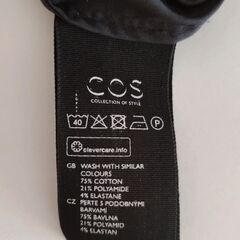 COS
COLLECTION OF STYLE
40
P
clevercare.info
GB WASH WITH SIMILAR
COLOURS
75% COTTON
21% POLYAMIDE
4% ELASTANE
CZ PERTE S PODOBNÝMI
BARVAMI
75% BAVLNA
21% POLYAMID
4% ELASTAN